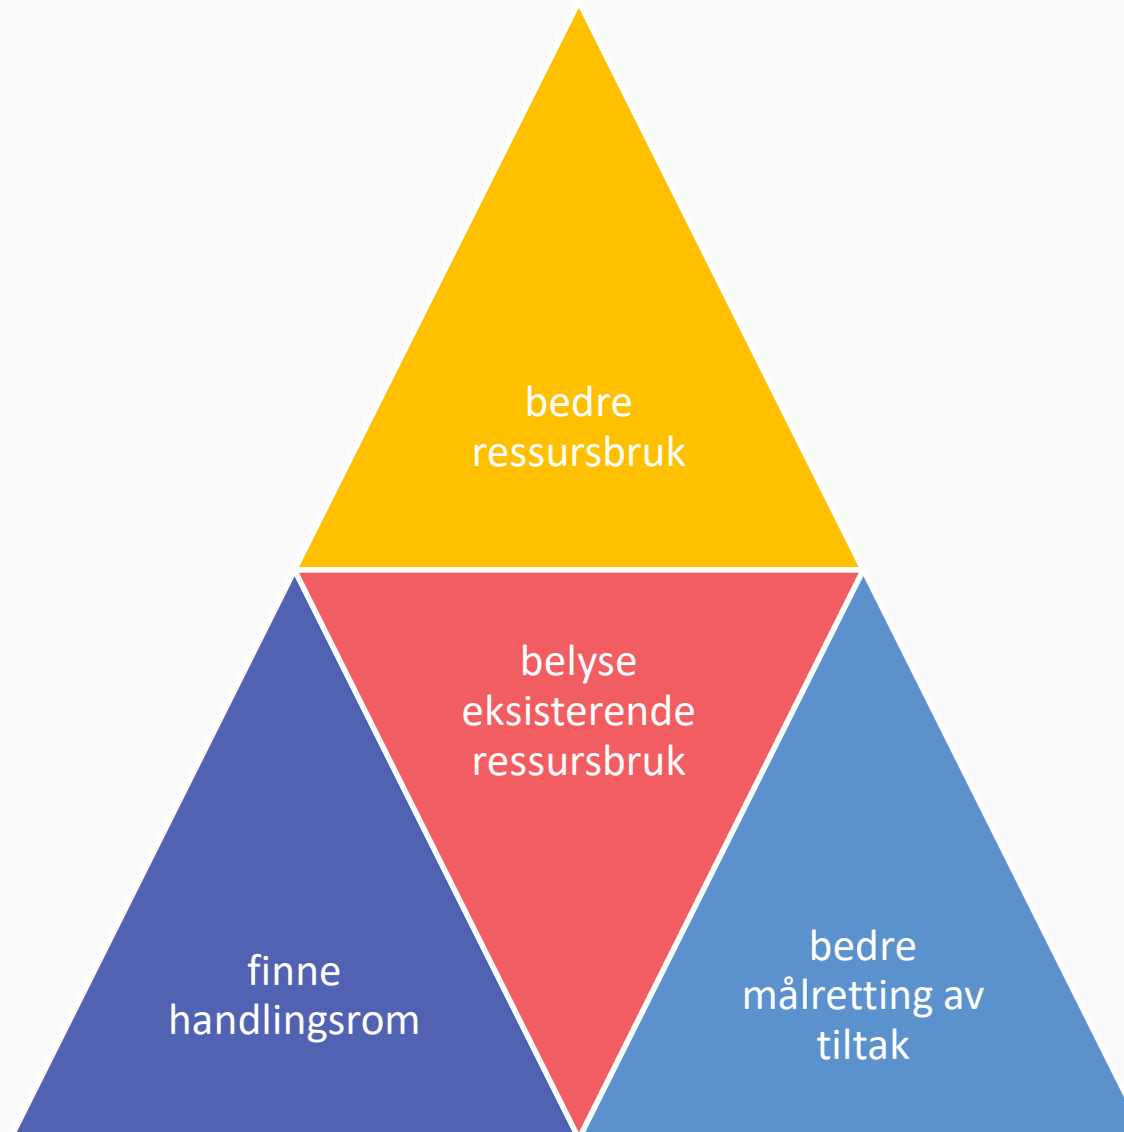 bedre
ressursbruk
belyse
eksisterende
ressursbruk
finne
handlingsrom
bedre
målretting av
tiltak